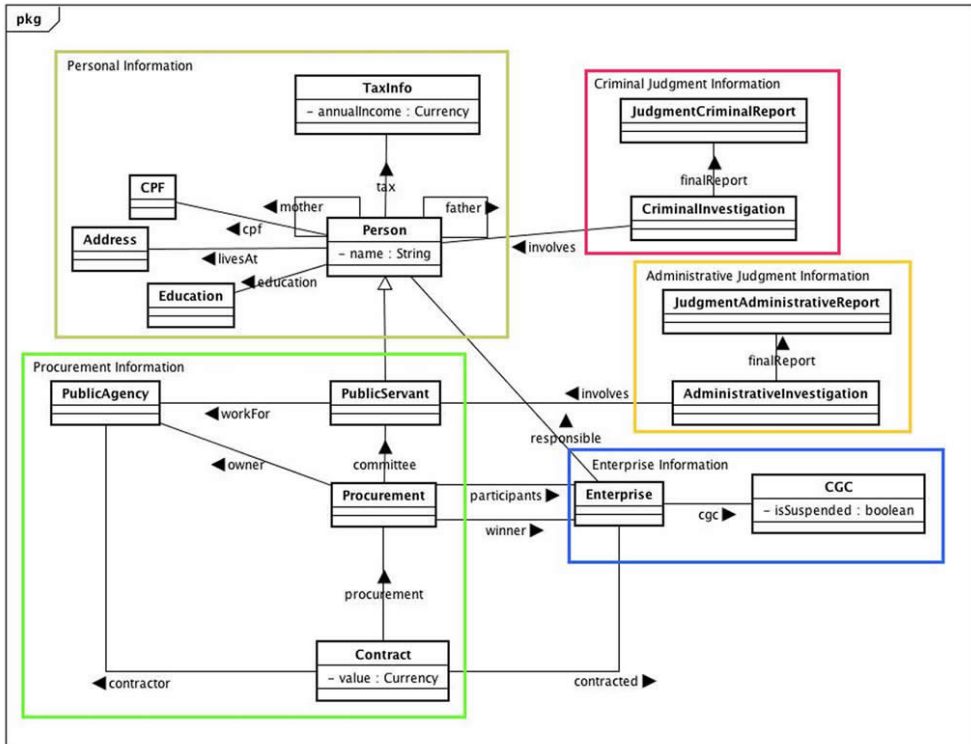 pkg
Personal Information
TaxInfo
- annualIncome : Currency
tax
CPF
mother
father
cpf
Person
- name : String
Address
livesAt
education
Education
Criminal Judgment Information
JudgmentCriminalReport
finalReport
CriminalInvestigation
involves
Administrative Judgment Information
JudgmentAdministrativeReport
finalReport
AdministrativeInvestigation
involves
Procurement Information
PublicAgency
PublicServant
workFor
owner
committee
responsible
Procurement
participants
winner
Enterprise Information
Enterprise
cgc
CGC
- isSuspended : boolean
procurement
Contract
- value : Currency
contractor
contracted